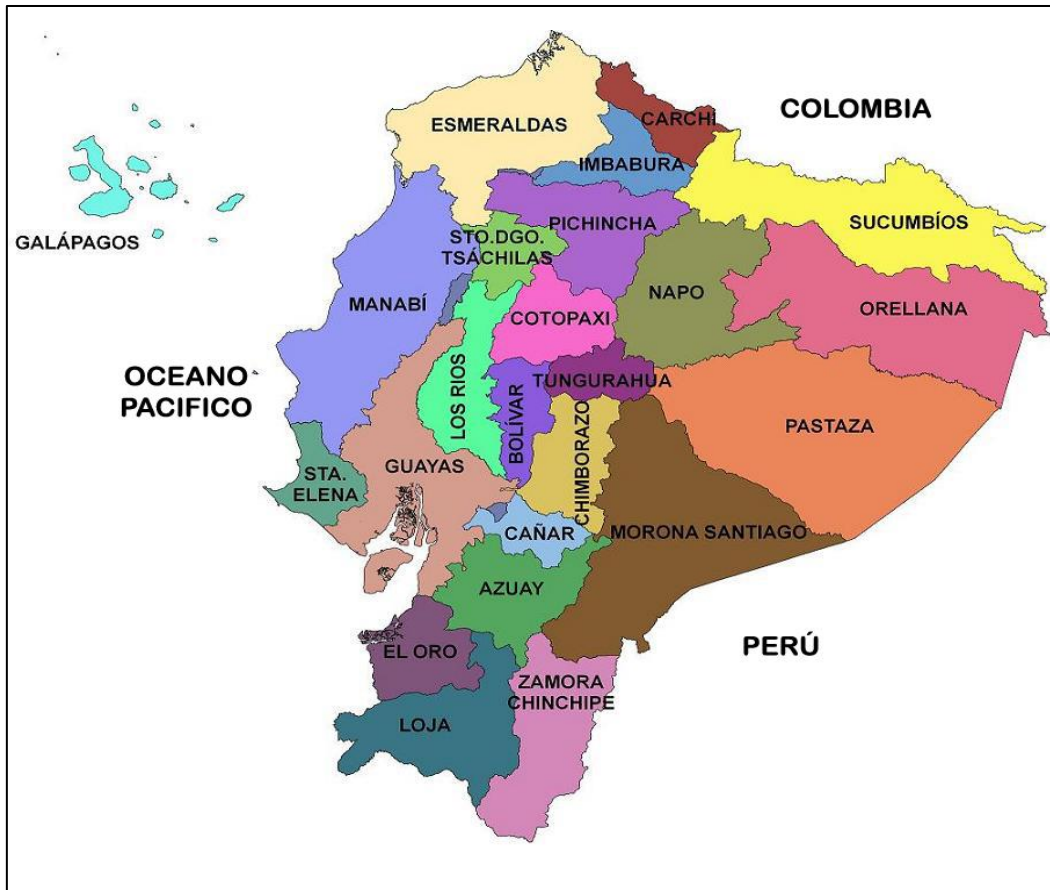 COLOMBIA
CARCHÍ
ESMERALDAS
IMBABURA
SUCUMBÍOS
PICHINCHA
GALÁPAGOS
STO.DGO.
TSÁCHILAS
NAPO
MANABÍ
ORELLANA
COTOPAXI
OCEANO
PACIFICO
TUNGURAHUA
LOS RIOS
BOLÍVAR
CHIMBORAZO
PASTAZA
GUAYAS
STA.
ELENA
CAÑAR
MORONA SANTIAGO
AZUAY
PERÚ
EL ORO
ZAMORA
CHINCHIPE
LOJA